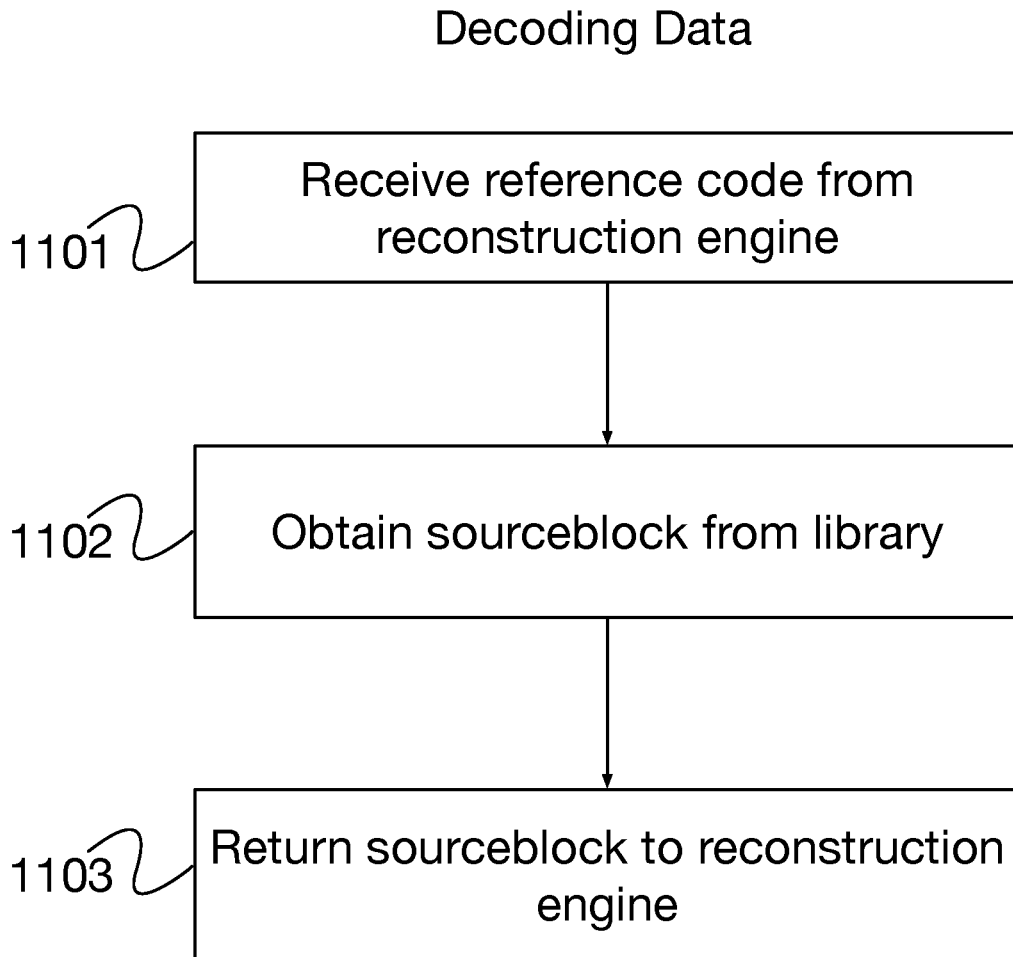 Decoding Data
Receive reference code from
reconstruction engine
1101
Obtain sourceblock from library
1102
Return sourceblock to reconstruction
engine
1103